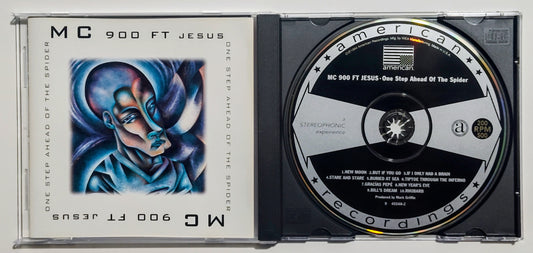 MC 900 FT JESUS
ONE STEP AHEAD OF THE SPIDER
ONE STEP AHEAD OF THE SPIDER
MC 900 FT JESUS
american
american
MC 900 FT JESUS·One Step Ahead Of The Spider
a
STEREOPHONIC
experience
a
200
RPM
500
1.NEW MOON 2.BUT IF YOU GO 3.IF I ONLY HAD A BRAIN
4.STARE AND STARE 5.BURIED AT SEA 6.TIPTOE THROUGH THE INFERNO
7.GRACIAS PEPÉ 8.NEW YEAR'S EVE
9.BILL'S DREAM 10.RHUBARB
Produced by Mark Griffin
recordings